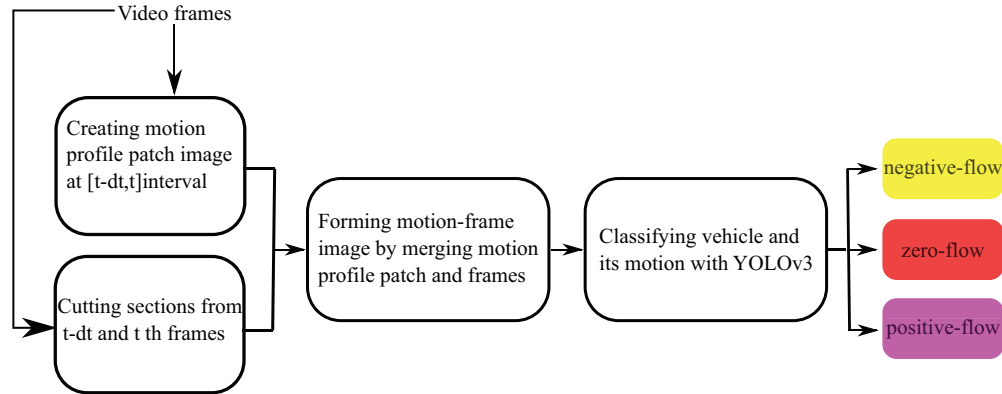 Video frames
Creating motion
profile patch image
at [t-dt,t]interval
Cutting sections from
t-dt and t th frames
Forming motion-frame
image by merging motion
profile patch and frames
Classifying vehicle and
its motion with YOLOv3
negative-flow
zero-flow
positive-flow